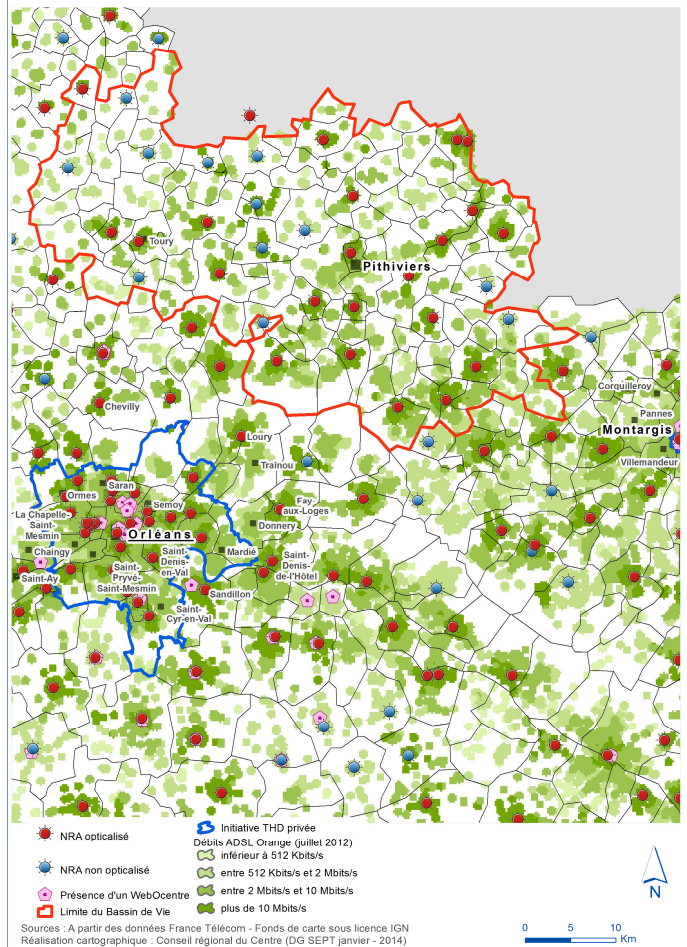 Toury
Pithiviers
Chevilly
Corquilleroy
Pannes
Montargis
Villemandeur
Loury
Traînou
Saran
Ormes
Semoy
Fay-
aux-Loges
La Chapelle-
Saint-
Mesmin
Donnery
Orléans
Chaingy
Saint-
Denis-
en-Val
Mardié
Saint-
Denis-
de-l'Hôtel
Saint-Ay
Saint-
Pryvé-
Saint-Mesmin
Sandillon
Saint-
Cyr-en-Val
NRA opticalisé
NRA non opticalisé
Présence d'un WebOcentre
Limite du Bassin de Vie
Initiative THD privée
Débits ADSL Orange (juillet 2012)
inférieur à 512 Kbits/s
entre 512 Kbits/s et 2 Mbits/s
entre 2 Mbits/s et 10 Mbits/s
plus de 10 Mbits/s
N
Sources : A partir des données France Télécom - Fonds de carte sous licence IGN
Réalisation cartographique : Conseil régional du Centre (DG SEPT janvier - 2014)
0 5 10
Km